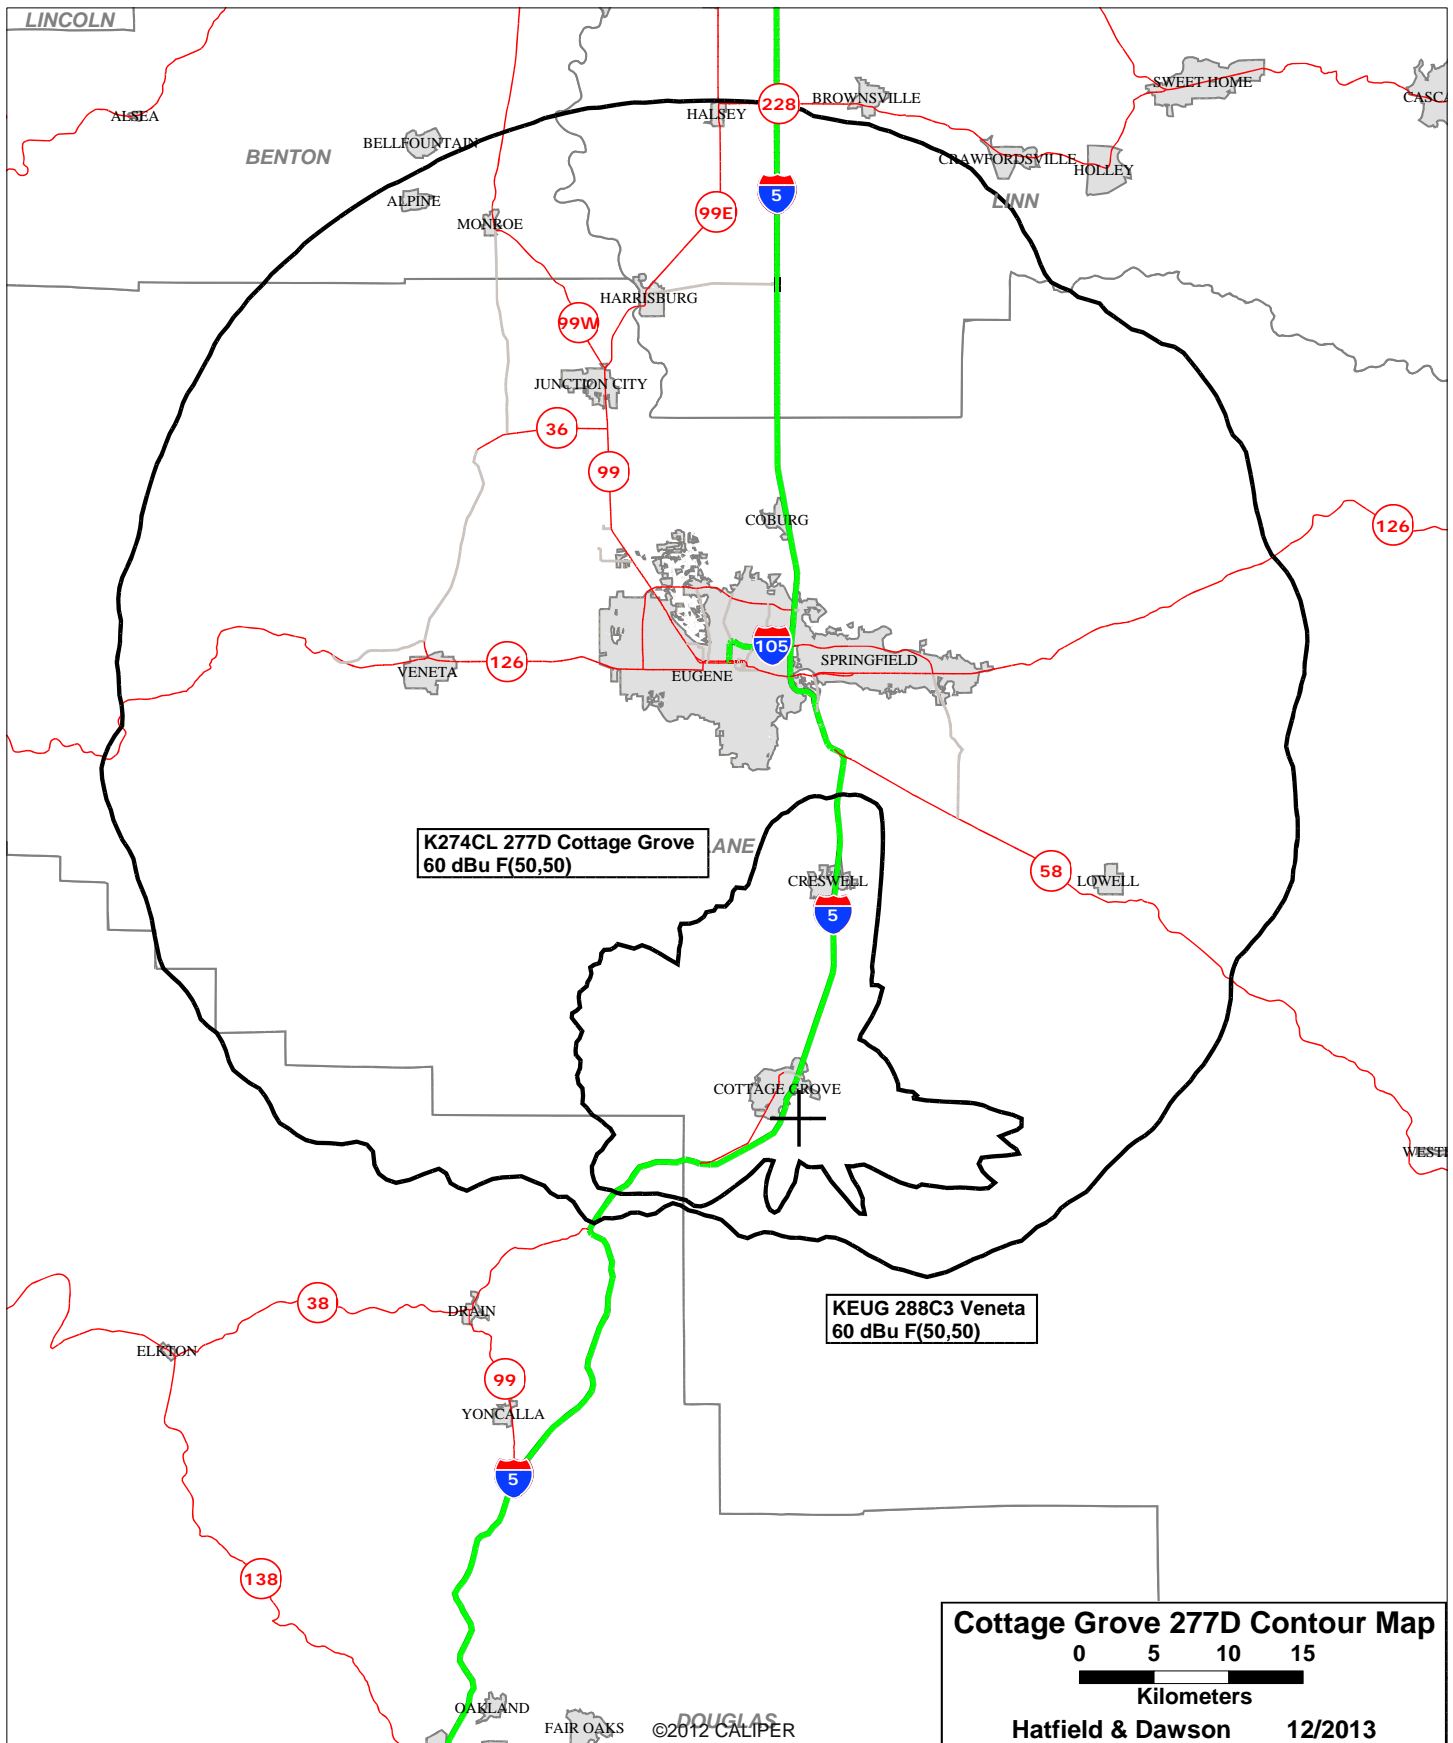 LINCOLN
ALSEA
BENTON
BELLFOUNTAIN
ALPINE
MONROE
HALSEY
228
BROWNSVILLE
SWEET HOME
CRAWFORDSVILLE
HOLLEY
LINN
5
99E
HARRISBURG
99W
JUNCTION CITY
36
99
COBURG
126
105
SPRINGFIELD
EUGENE
126
VENETA
K274CL 277D Cottage Grove
60 dBu F(50,50)
ANE
CRESWELL
5
58
LOWELL
COTTAGE GROVE
KEUG 288C3 Veneta
60 dBu F(50,50)
38
DRAIN
ELKTON
99
YONCALLA
5
138
OAKLAND
FAIR OAKS
DOUGLAS
©2012 CALIPER
Cottage Grove 277D Contour Map
0 5 10 15
Kilometers
Hatfield & Dawson 12/2013